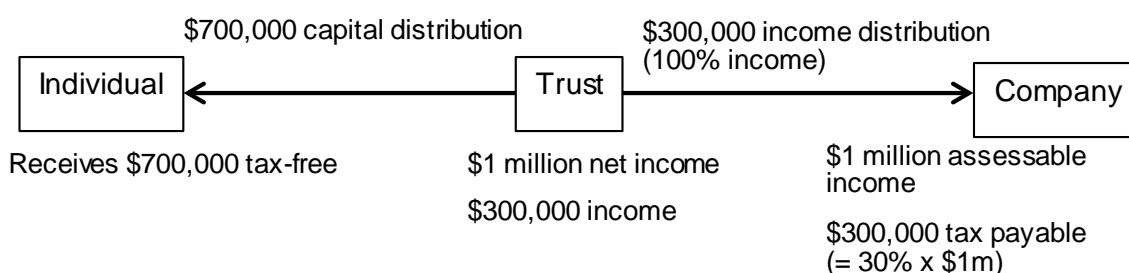 $700,000 capital distribution
$300,000 income distribution
(100% income)
Individual
Trust
Company
Receives $700,000 tax-free
$1 million net income
$300,000 income
$1 million assessable
income
$300,000 tax payable
(= 30% x $1m)